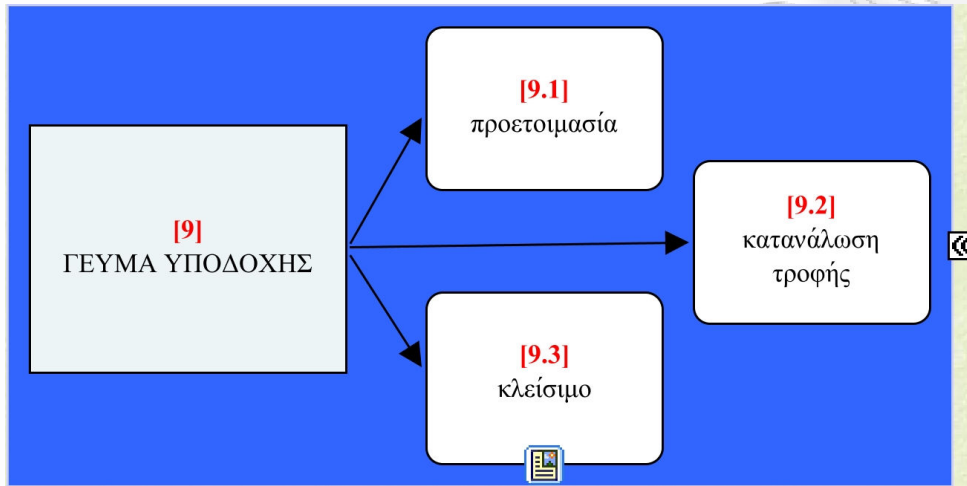 [9]
ΓΕΥΜΑ ΥΠΟΔΟΧΗΣ
[9.1]
προετοιμασία
[9.2]
κατανάλωση
τροφής
[9.3]
κλείσιμο